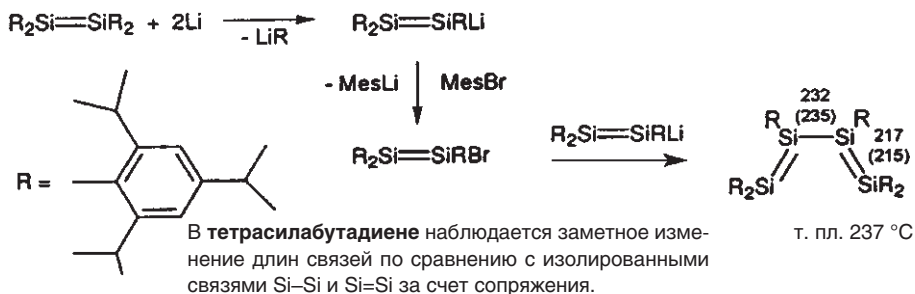 R₂Si=SiR₂ + 2Li
- LiR
R₂Si=SiRLi
- MesLi
MesBr
R₂Si=SiRBr
R₂Si=SiRLi
R =
232
(235)
217
(215)
R
R
Si
Si
R₂Si
SiR₂
т. пл. 237 °C
В тетрасилабутадиене наблюдается заметное изме-
нение длин связей по сравнению с изолированными
связями Si–Si и Si=Si за счет сопряжения.